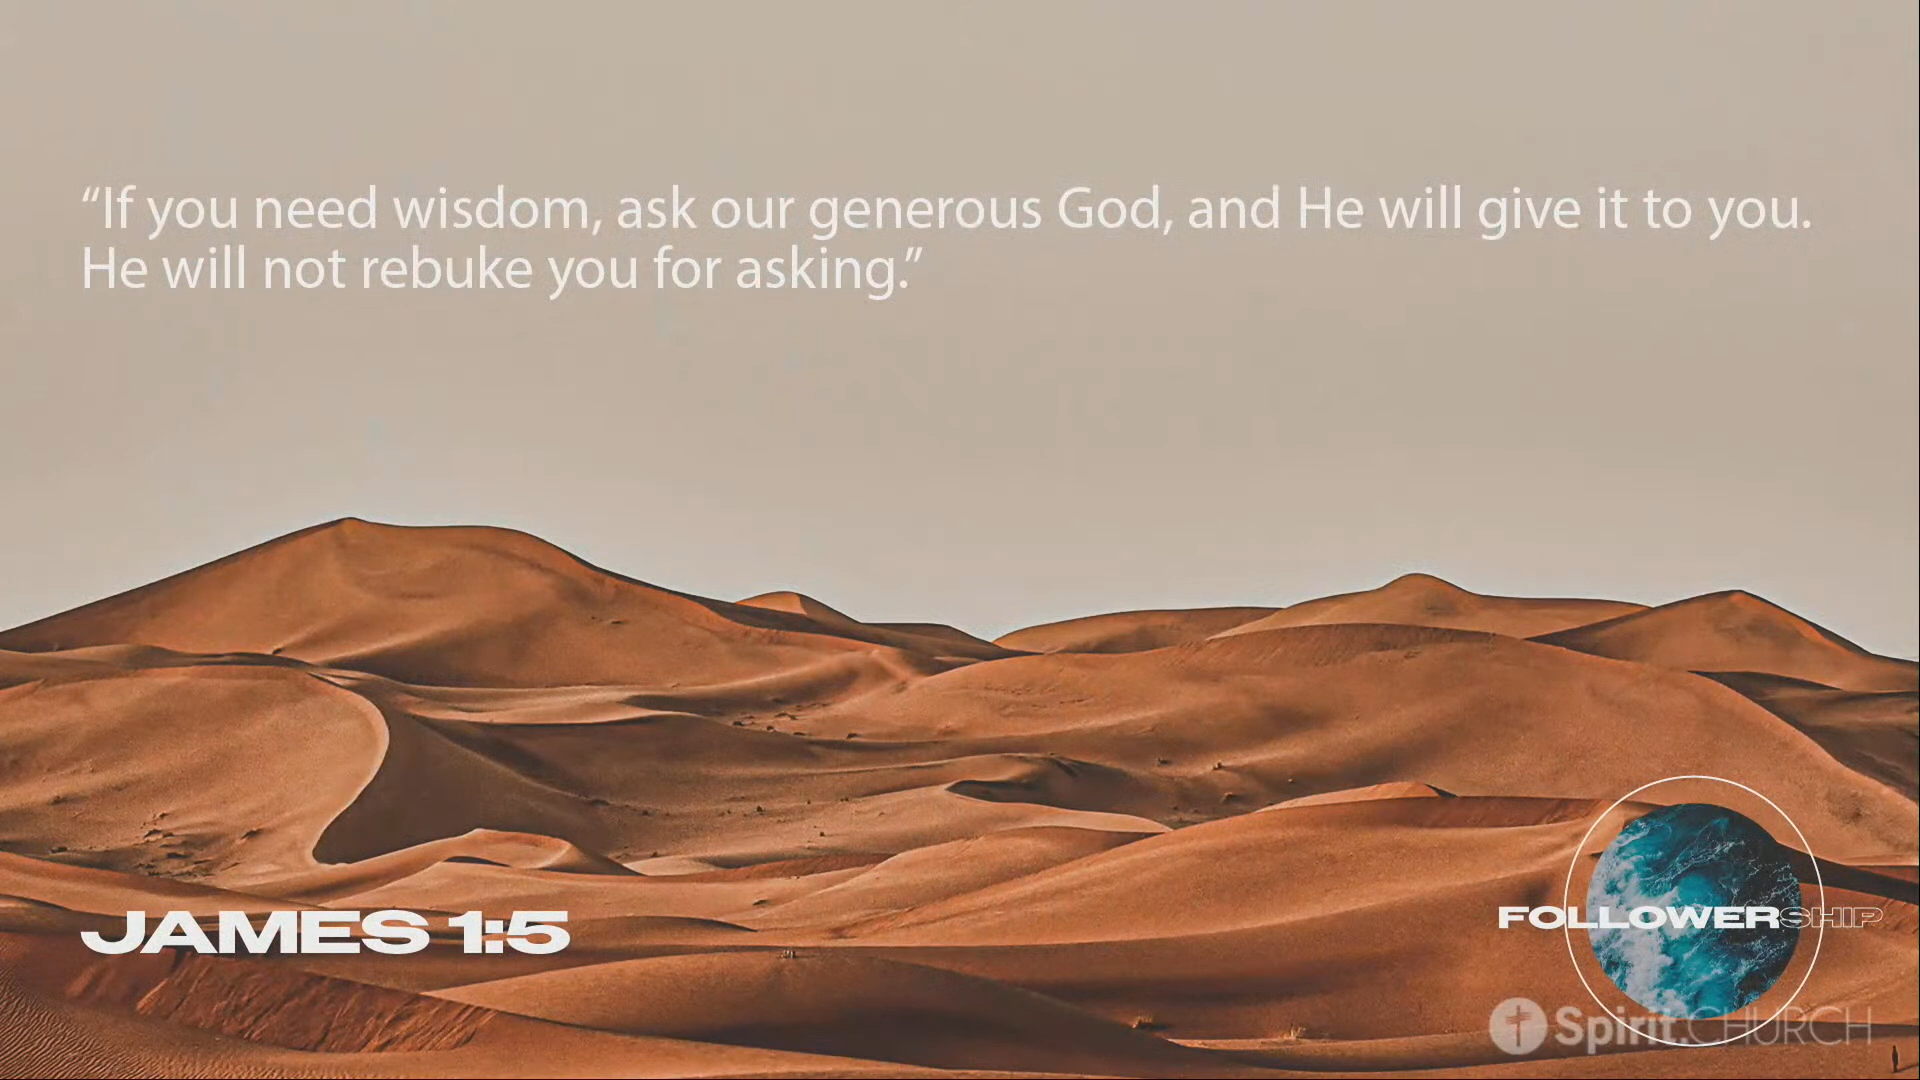 “If you need wisdom, ask our generous God, and He will give it to you.
He will not rebuke you for asking.”
JAMES 1:5
FOLLOWERSHIP
Spirit.CHURCH